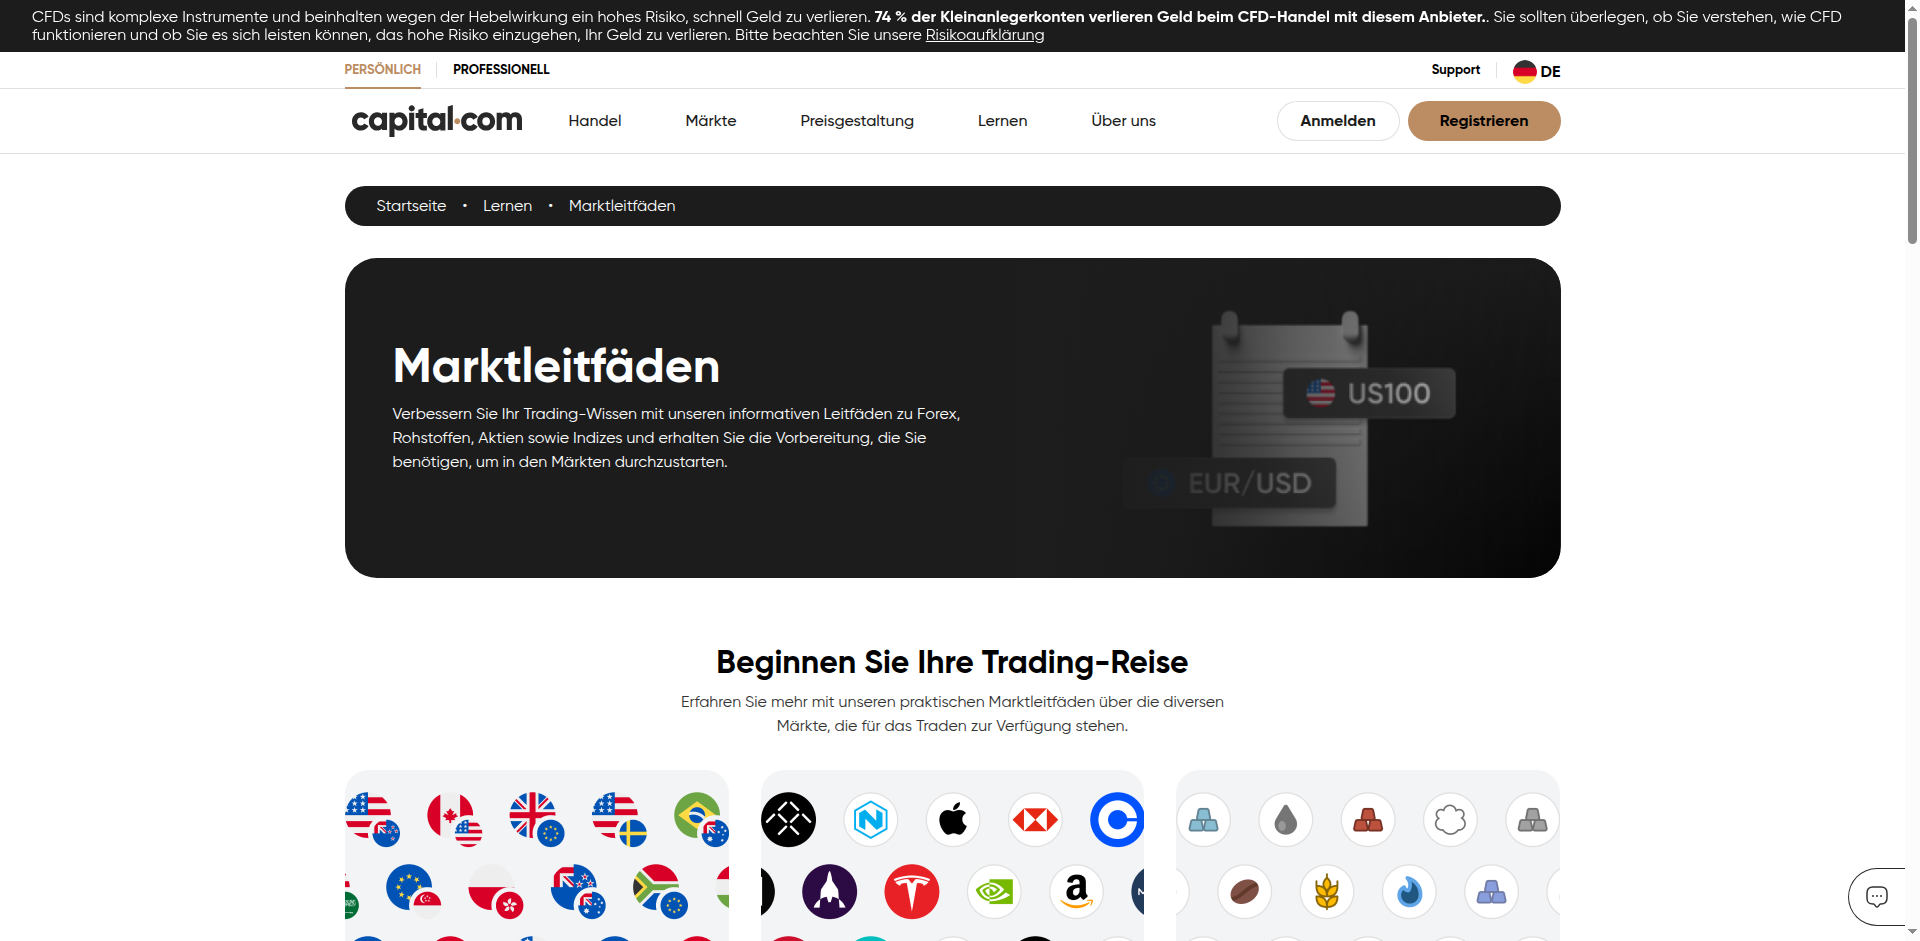 CFDs sind komplexe Instrumente und beinhalten wegen der Hebelwirkung ein hohes Risiko, schnell Geld zu verlieren. 74 % der Kleinanlegerkonten verlieren Geld beim CFD-Handel mit diesem Anbieter.. Sie sollten überlegen, ob Sie verstehen, wie CFD
funktionieren und ob Sie es sich leisten können, das hohe Risiko einzugehen, Ihr Geld zu verlieren. Bitte beachten Sie unsere Risikoaufklärung
PERSÖNLICH PROFESSIONELL Support DE
capital.com Handel Märkte Preisgestaltung Lernen Über uns Anmelden Registrieren
Startseite • Lernen • Marktleitfäden
Marktleitfäden
Verbessern Sie Ihr Trading-Wissen mit unseren informativen Leitfäden zu Forex,
Rohstoffen, Aktien sowie Indizes und erhalten Sie die Vorbereitung, die Sie
benötigen, um in den Märkten durchzustarten.
US100
EUR/USD
Beginnen Sie Ihre Trading-Reise
Erfahren Sie mehr mit unseren praktischen Marktleitfäden über die diversen
Märkte, die für das Traden zur Verfügung stehen.